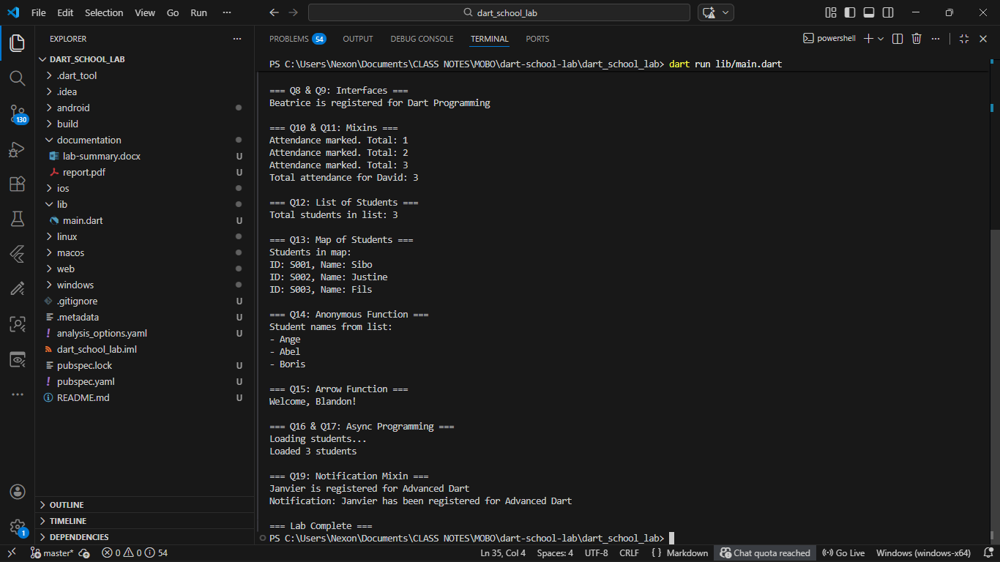 File Edit Selection View Go Run ··· dart_school_lab
EXPLORER ···
DART_SCHOOL_LAB
.dart_tool
.idea
android
build
documentation
lab-summary.docx U
report.pdf U
ios
lib
main.dart U
linux
macos
web
windows
.gitignore U
.metadata U
analysis_options.yaml U
dart_school_lab.iml
pubspec.lock U
pubspec.yaml U
README.md U
OUTLINE
TIMELINE
DEPENDENCIES
130
1
PROBLEMS 54 OUTPUT DEBUG CONSOLE TERMINAL PORTS powershell ···
PS C:\Users\Nexon\Documents\CLASS NOTES\MOBO\dart-school-lab\dart_school_lab> dart run lib/main.dart
=== Q8 & Q9: Interfaces ===
Beatrice is registered for Dart Programming
=== Q10 & Q11: Mixins ===
Attendance marked. Total: 1
Attendance marked. Total: 2
Attendance marked. Total: 3
Total attendance for David: 3
=== Q12: List of Students ===
Total students in list: 3
=== Q13: Map of Students ===
Students in map:
ID: S001, Name: Sibo
ID: S002, Name: Justine
ID: S003, Name: Fils
=== Q14: Anonymous Function ===
Student names from list:
- Ange
- Abel
- Boris
=== Q15: Arrow Function ===
Welcome, Blandon!
=== Q16 & Q17: Async Programming ===
Loading students...
Loaded 3 students
=== Q19: Notification Mixin ===
Janvier is registered for Advanced Dart
Notification: Janvier has been registered for Advanced Dart
=== Lab Complete ===
PS C:\Users\Nexon\Documents\CLASS NOTES\MOBO\dart-school-lab\dart_school_lab>
master* 0 0 54 Ln 35, Col 4 Spaces: 4 UTF-8 CRLF { } Markdown Chat quota reached Go Live Windows (windows-x64)